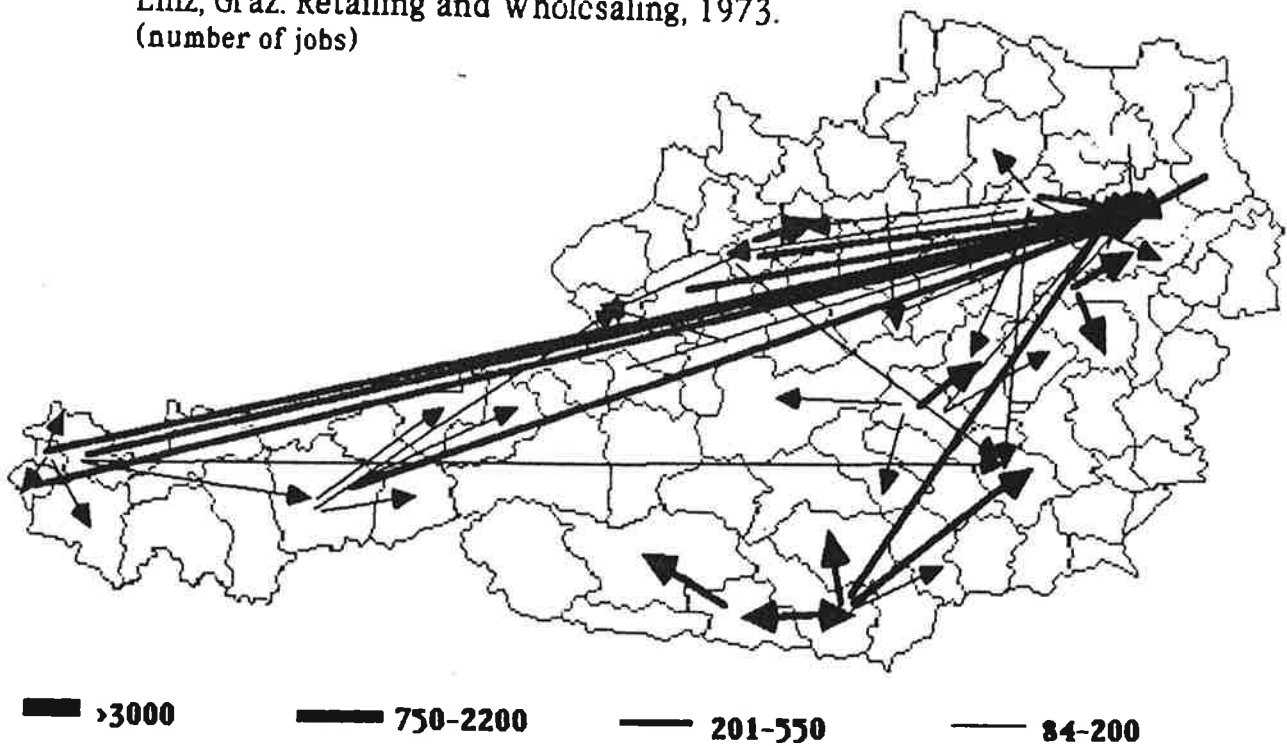 Linz, Graz. Retailing and Wholesaling, 1973.
(number of jobs)
>3000 750-2200 201-550 84-200